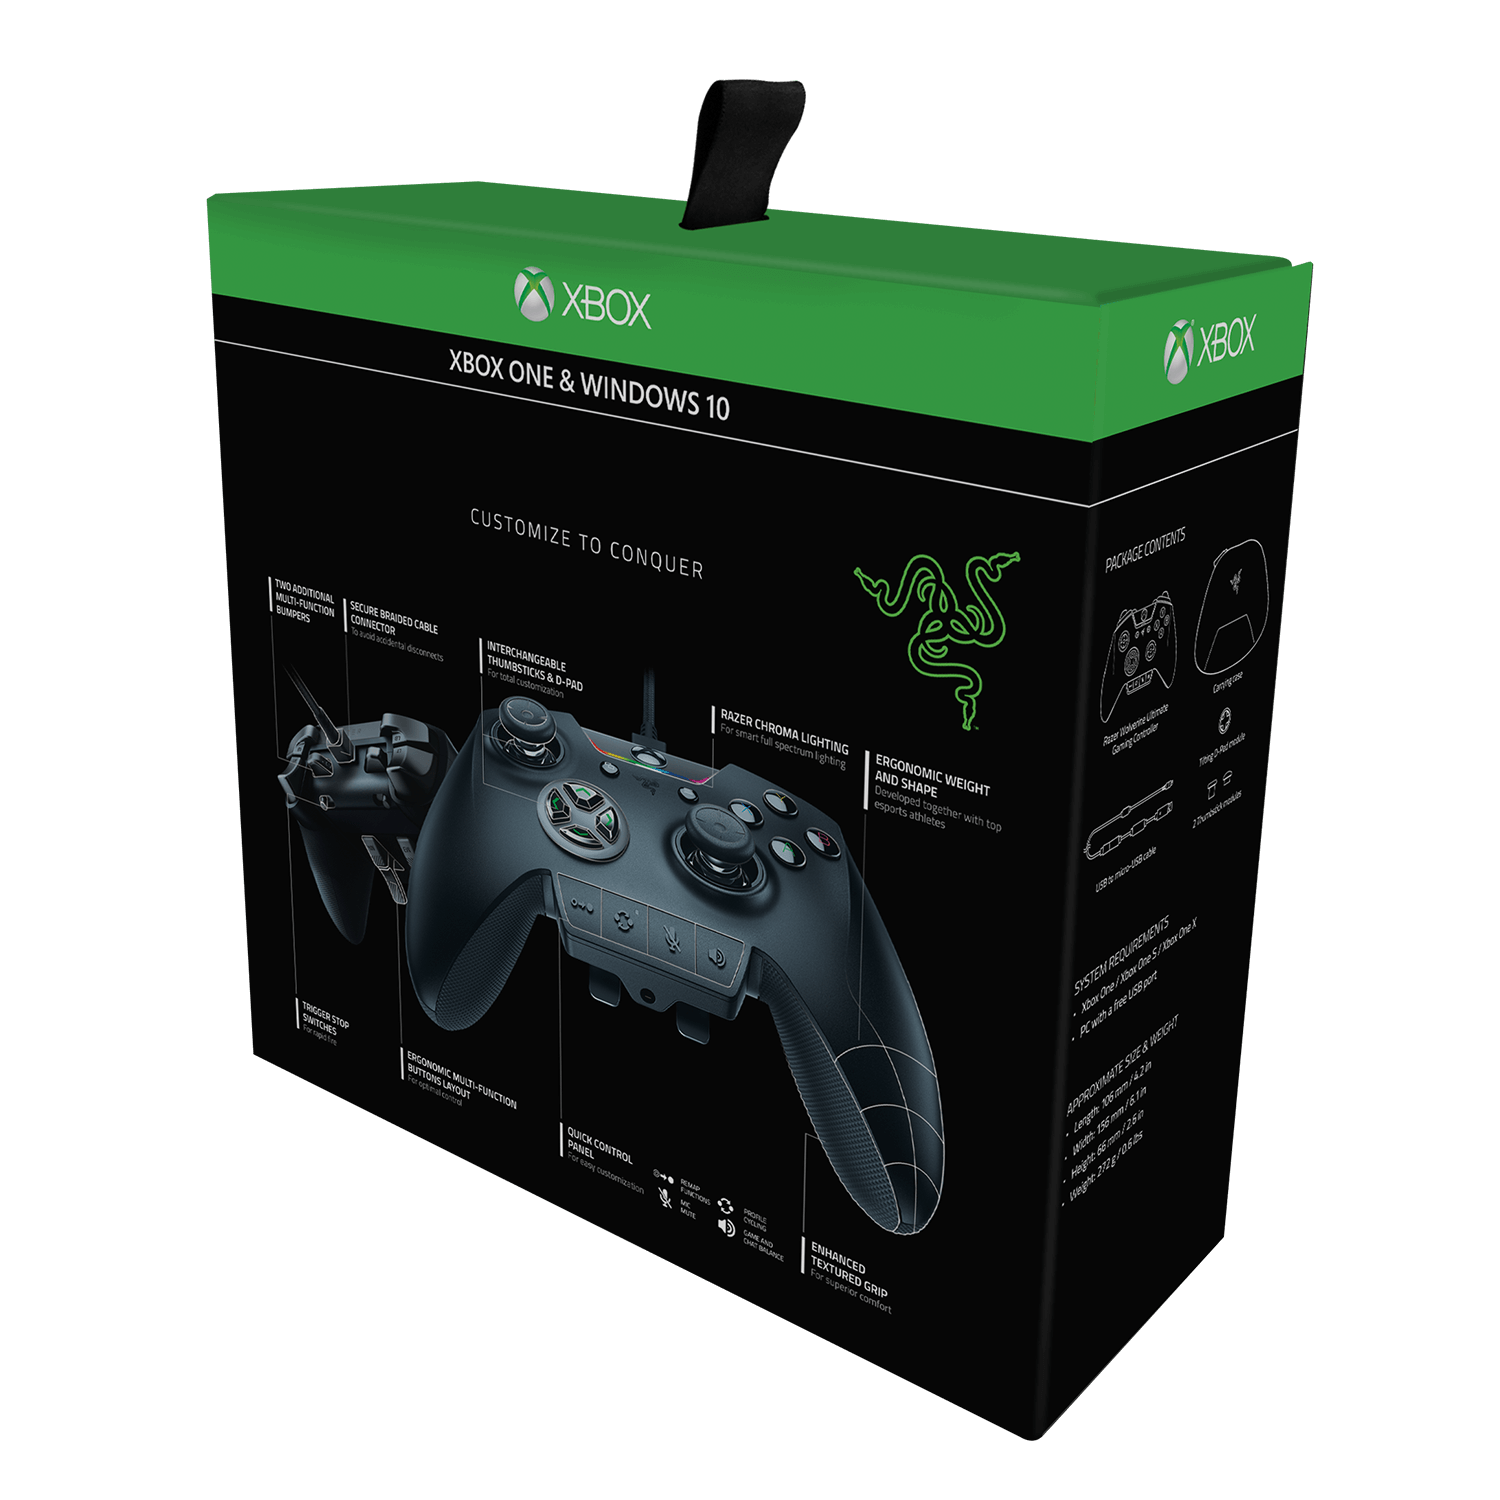 XBOX
XBOX ONE & WINDOWS 10
CUSTOMIZE TO CONQUER
TWO ADDITIONAL
MULTI-FUNCTION
BUMPERS
SECURE BRAIDED CABLE
CONNECTOR
To avoid accidental disconnects
INTERCHANGEABLE
THUMBSTICKS & D-PAD
For total customization
RAZER CHROMA LIGHTING
For smart full spectrum lighting
ERGONOMIC WEIGHT
AND SHAPE
Developed together with top
esports athletes
TRIGGER STOP
SWITCHES
For rapid fire
ERGONOMIC MULTI-FUNCTION
BUTTONS LAYOUT
For optimal control
QUICK CONTROL
PANEL
For easy customization
REMAP
FUNCTIONS
MIC
MUTE
PROFILE
CYCLING
GAME AND
CHAT BALANCE
ENHANCED
TEXTURED GRIP
For superior comfort
XBOX
PACKAGE CONTENTS
Razer Wolverine Ultimate
Gaming Controller
Carrying case
Tilting D-Pad module
2 Thumbstick modules
USB to micro-USB cable
SYSTEM REQUIREMENTS
• Xbox One / Xbox One S / Xbox One X
• PC with a free USB port
APPROXIMATE SIZE & WEIGHT
• Length: 106 mm / 4.2 in
• Width: 156 mm / 6.1 in
• Height: 66 mm / 2.6 in
• Weight: 272 g / 0.6 lbs